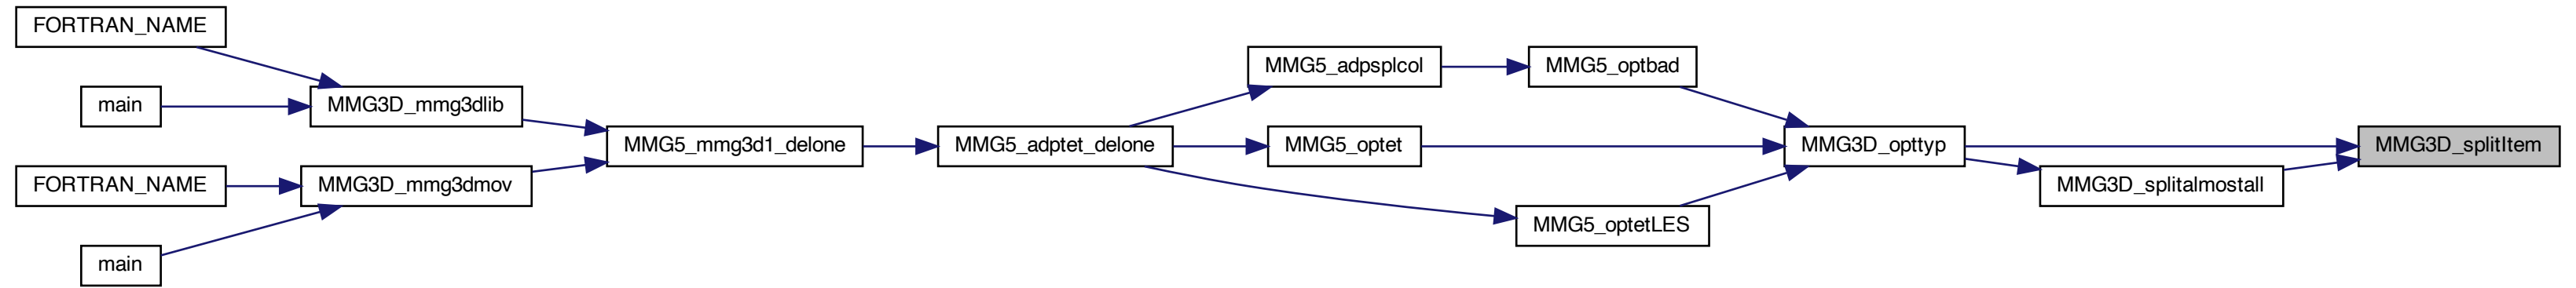 FORTRAN_NAME
main
MMG3D_mmg3dlib
FORTRAN_NAME
MMG3D_mmg3dmov
main
MMG5_mmg3d1_delone
MMG5_adptet_delone
MMG5_adpsplcol
MMG5_optet
MMG5_optbad
MMG5_optetLES
MMG3D_opttyp
MMG3D_splitalmostall
MMG3D_splitItem